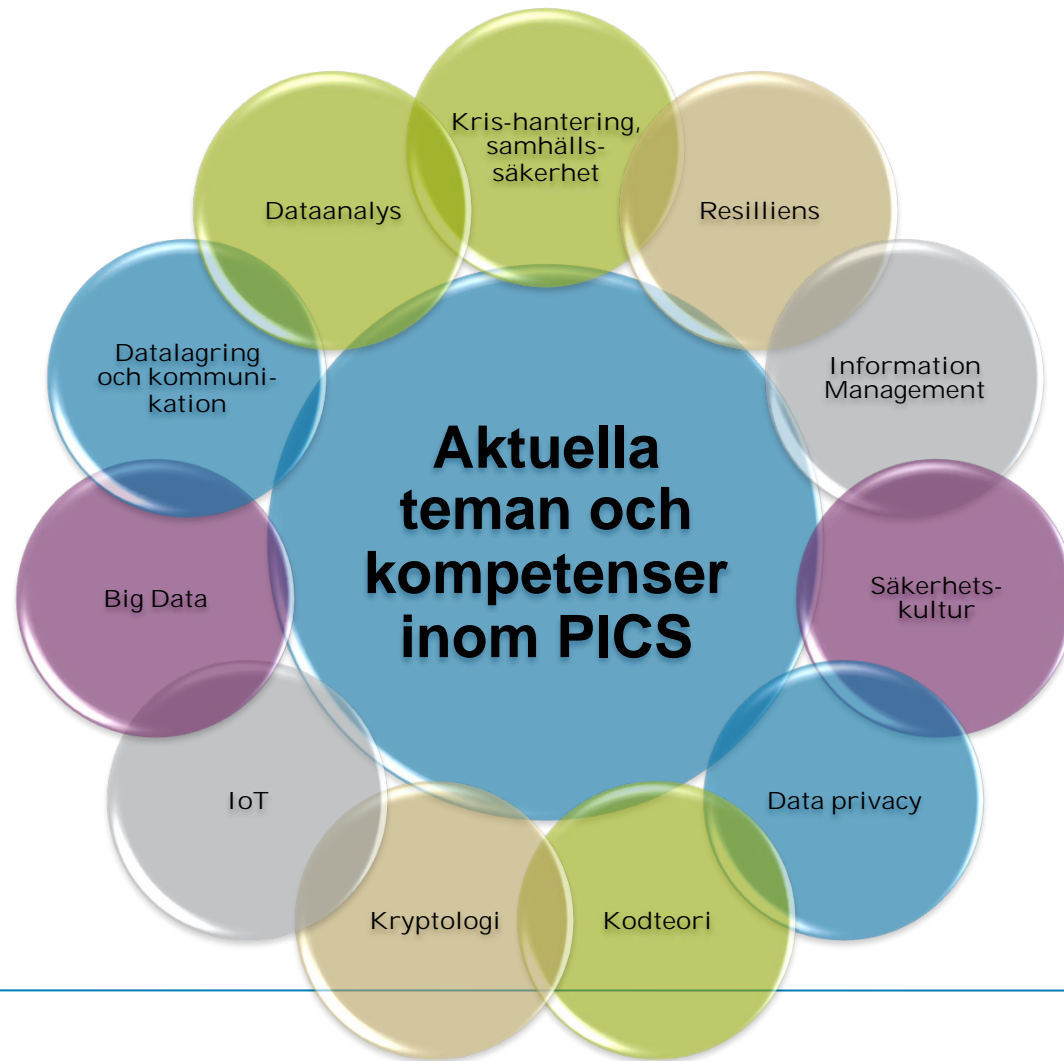 Kris-hantering,
samhälls-
säkerhet
Resilliens
Information
Management
Säkerhets-
kultur
Data privacy
Kodteori
Kryptologi
IoT
Big Data
Datalagring
och kommuni-
kation
Dataanalys
Aktuella
teman och
kompetenser
inom PICS